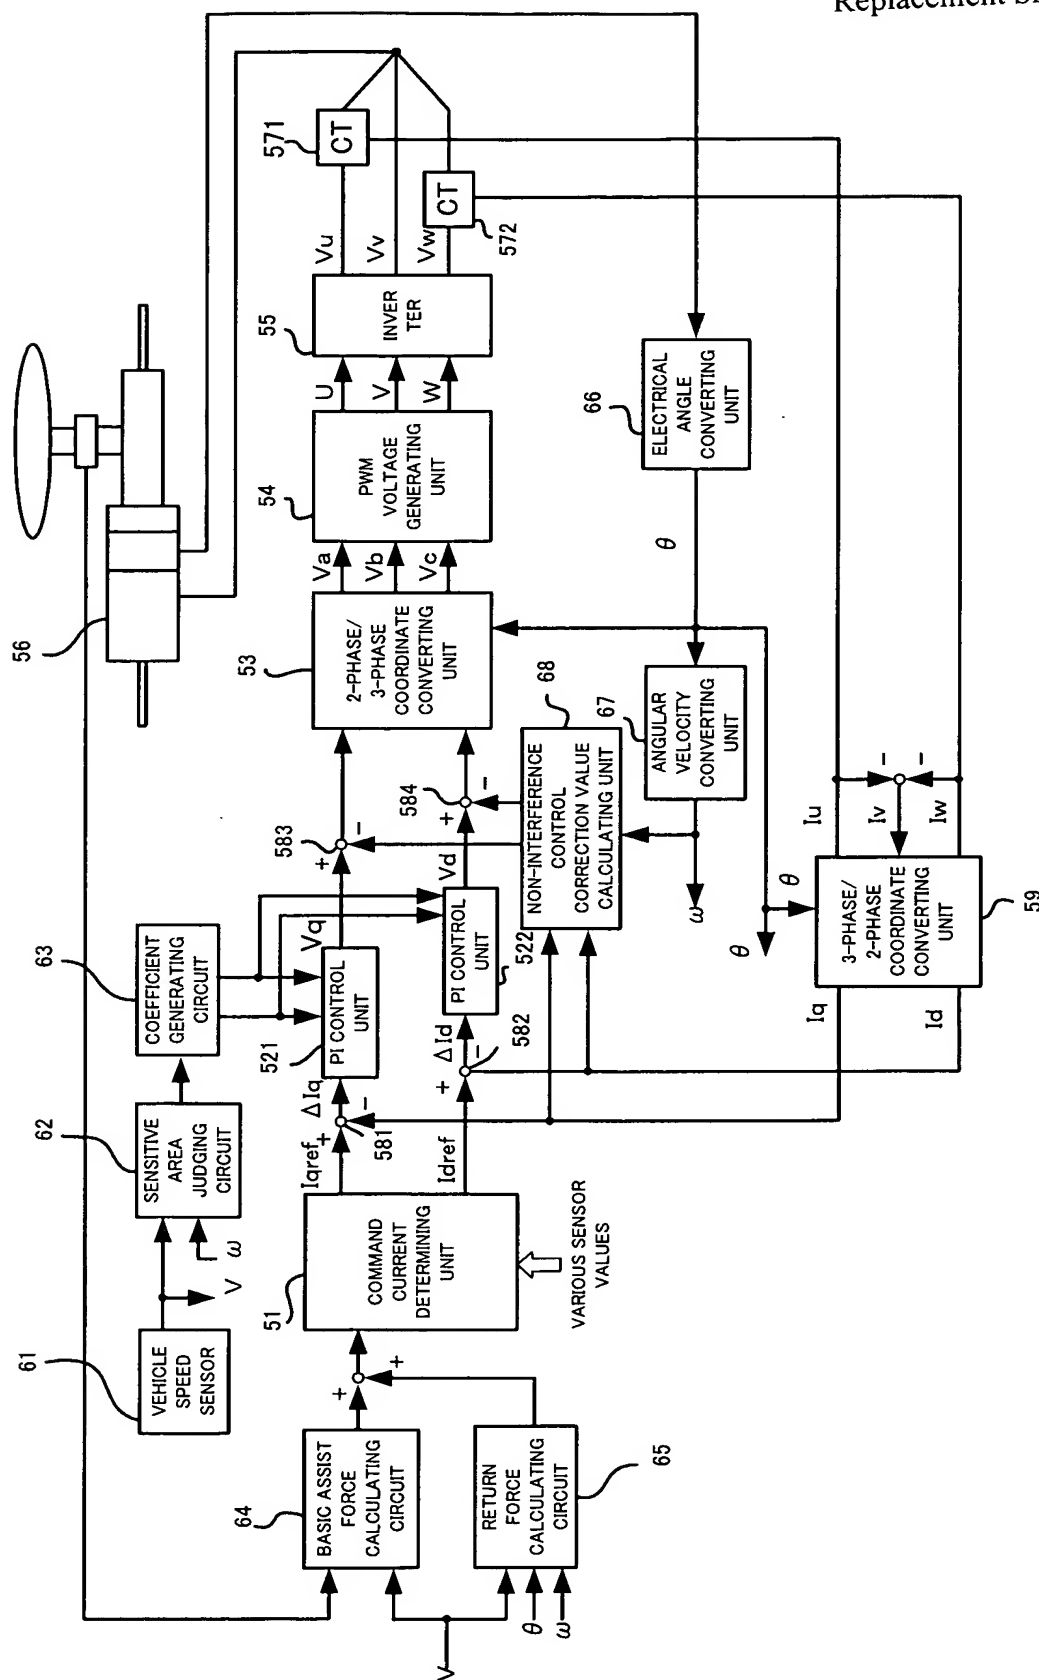 Replacement
56
61
VEHICLE
SPEED
SENSOR
V
ω
62
SENSITIVE
AREA
JUDGING
CIRCUIT
63
COEFFICIENT
GENERATING
CIRCUIT
64
BASIC ASSIST
FORCE
CALCULATING
CIRCUIT
65
RETURN
FORCE
CALCULATING
CIRCUIT
V
θ
ω
+
+
51
COMMAND
CURRENT
DETERMINING
UNIT
VARIOUS SENSOR
VALUES
Iqref
Idref
+
-
581
ΔIq
+
-
582
ΔId
521
PI CONTROL
UNIT
Vq
522
PI CONTROL
UNIT
Vd
583
+
-
584
+
-
53
2-PHASE/
3-PHASE
COORDINATE
CONVERTING
UNIT
Va
Vb
Vc
54
PWM
VOLTAGE
GENERATING
UNIT
U
V
W
55
INVER
TER
Vu
Vv
Vw
571
CT
572
CT
68
NON-INTERFERENCE
CONTROL
CORRECTION VALUE
CALCULATING UNIT
67
ANGULAR
VELOCITY
CONVERTING
UNIT
ω
66
ELECTRICAL
ANGLE
CONVERTING
UNIT
θ
θ
θ
59
3-PHASE/
2-PHASE
COORDINATE
CONVERTING
UNIT
Iq
Id
Iu
Iv
Iw
-
-